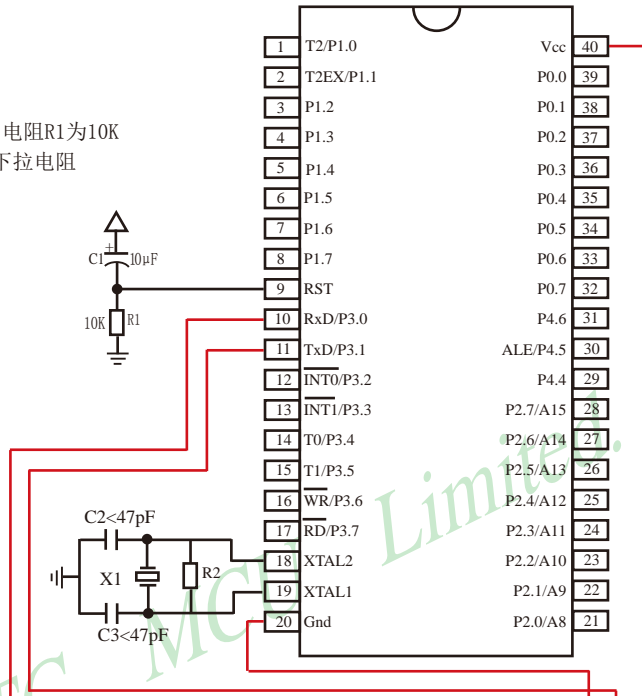 电阻R1为10K
下拉电阻
C1
+
10μF
10K
R1
C2<47pF
X1
R2
C3<47pF
1 T2/P1.0
2 T2EX/P1.1
3 P1.2
4 P1.3
5 P1.4
6 P1.5
7 P1.6
8 P1.7
9 RST
10 RxD/P3.0
11 TxD/P3.1
12 INT0/P3.2
13 INT1/P3.3
14 T0/P3.4
15 T1/P3.5
16 WR/P3.6
17 RD/P3.7
18 XTAL2
19 XTAL1
20 Gnd
Vcc 40
P0.0 39
P0.1 38
P0.2 37
P0.3 36
P0.4 35
P0.5 34
P0.6 33
P0.7 32
P4.6 31
ALE/P4.5 30
P4.4 29
P2.7/A15 28
P2.6/A14 27
P2.5/A13 26
P2.4/A12 25
P2.3/A11 24
P2.2/A10 23
P2.1/A9 22
P2.0/A8 21
MCU Limited.